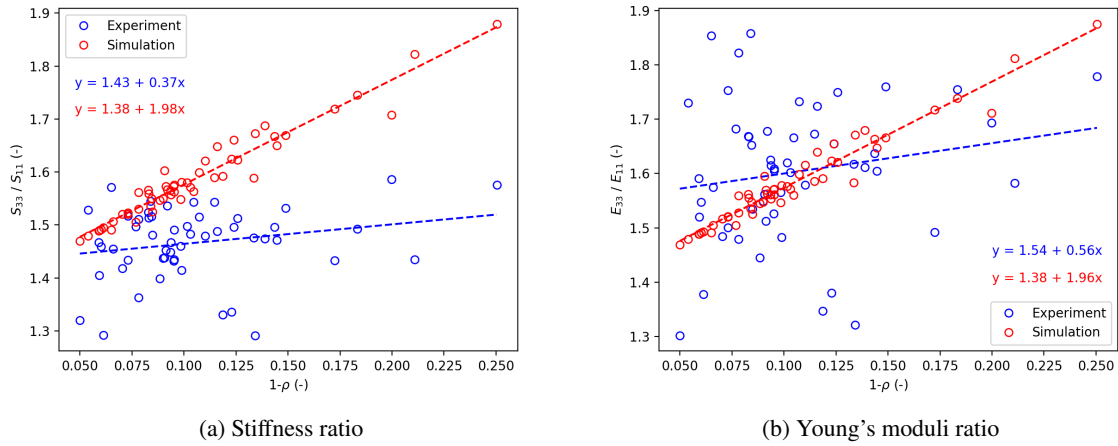 1.9
1.8
1.7
1.6
1.5
1.4
1.3
S33 / S11 (-)
Experiment
Simulation
y = 1.43 + 0.37x
y = 1.38 + 1.98x
0.050 0.075 0.100 0.125 0.150 0.175 0.200 0.225 0.250
1-ρ (-)
(a) Stiffness ratio
1.9
1.8
1.7
1.6
1.5
1.4
1.3
E33 / E11 (-)
y = 1.54 + 0.56x
y = 1.38 + 1.96x
Experiment
Simulation
0.050 0.075 0.100 0.125 0.150 0.175 0.200 0.225 0.250
1-ρ (-)
(b) Young's moduli ratio